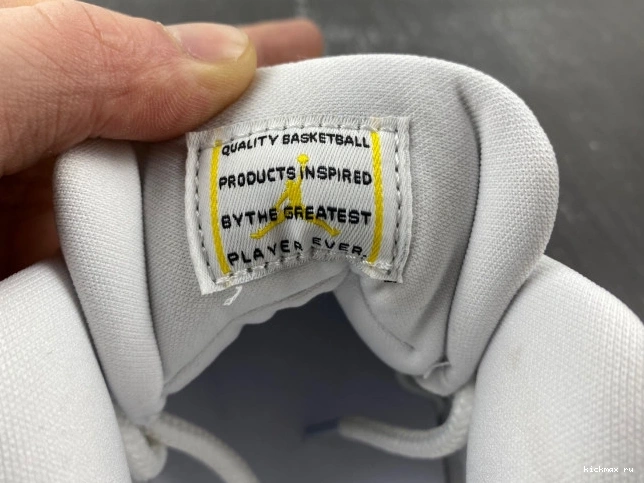 QUALITY BASKETBALL
PRODUCTS INSPIRED
BY THE GREATEST
PLAYER EVER.
kickmax ru